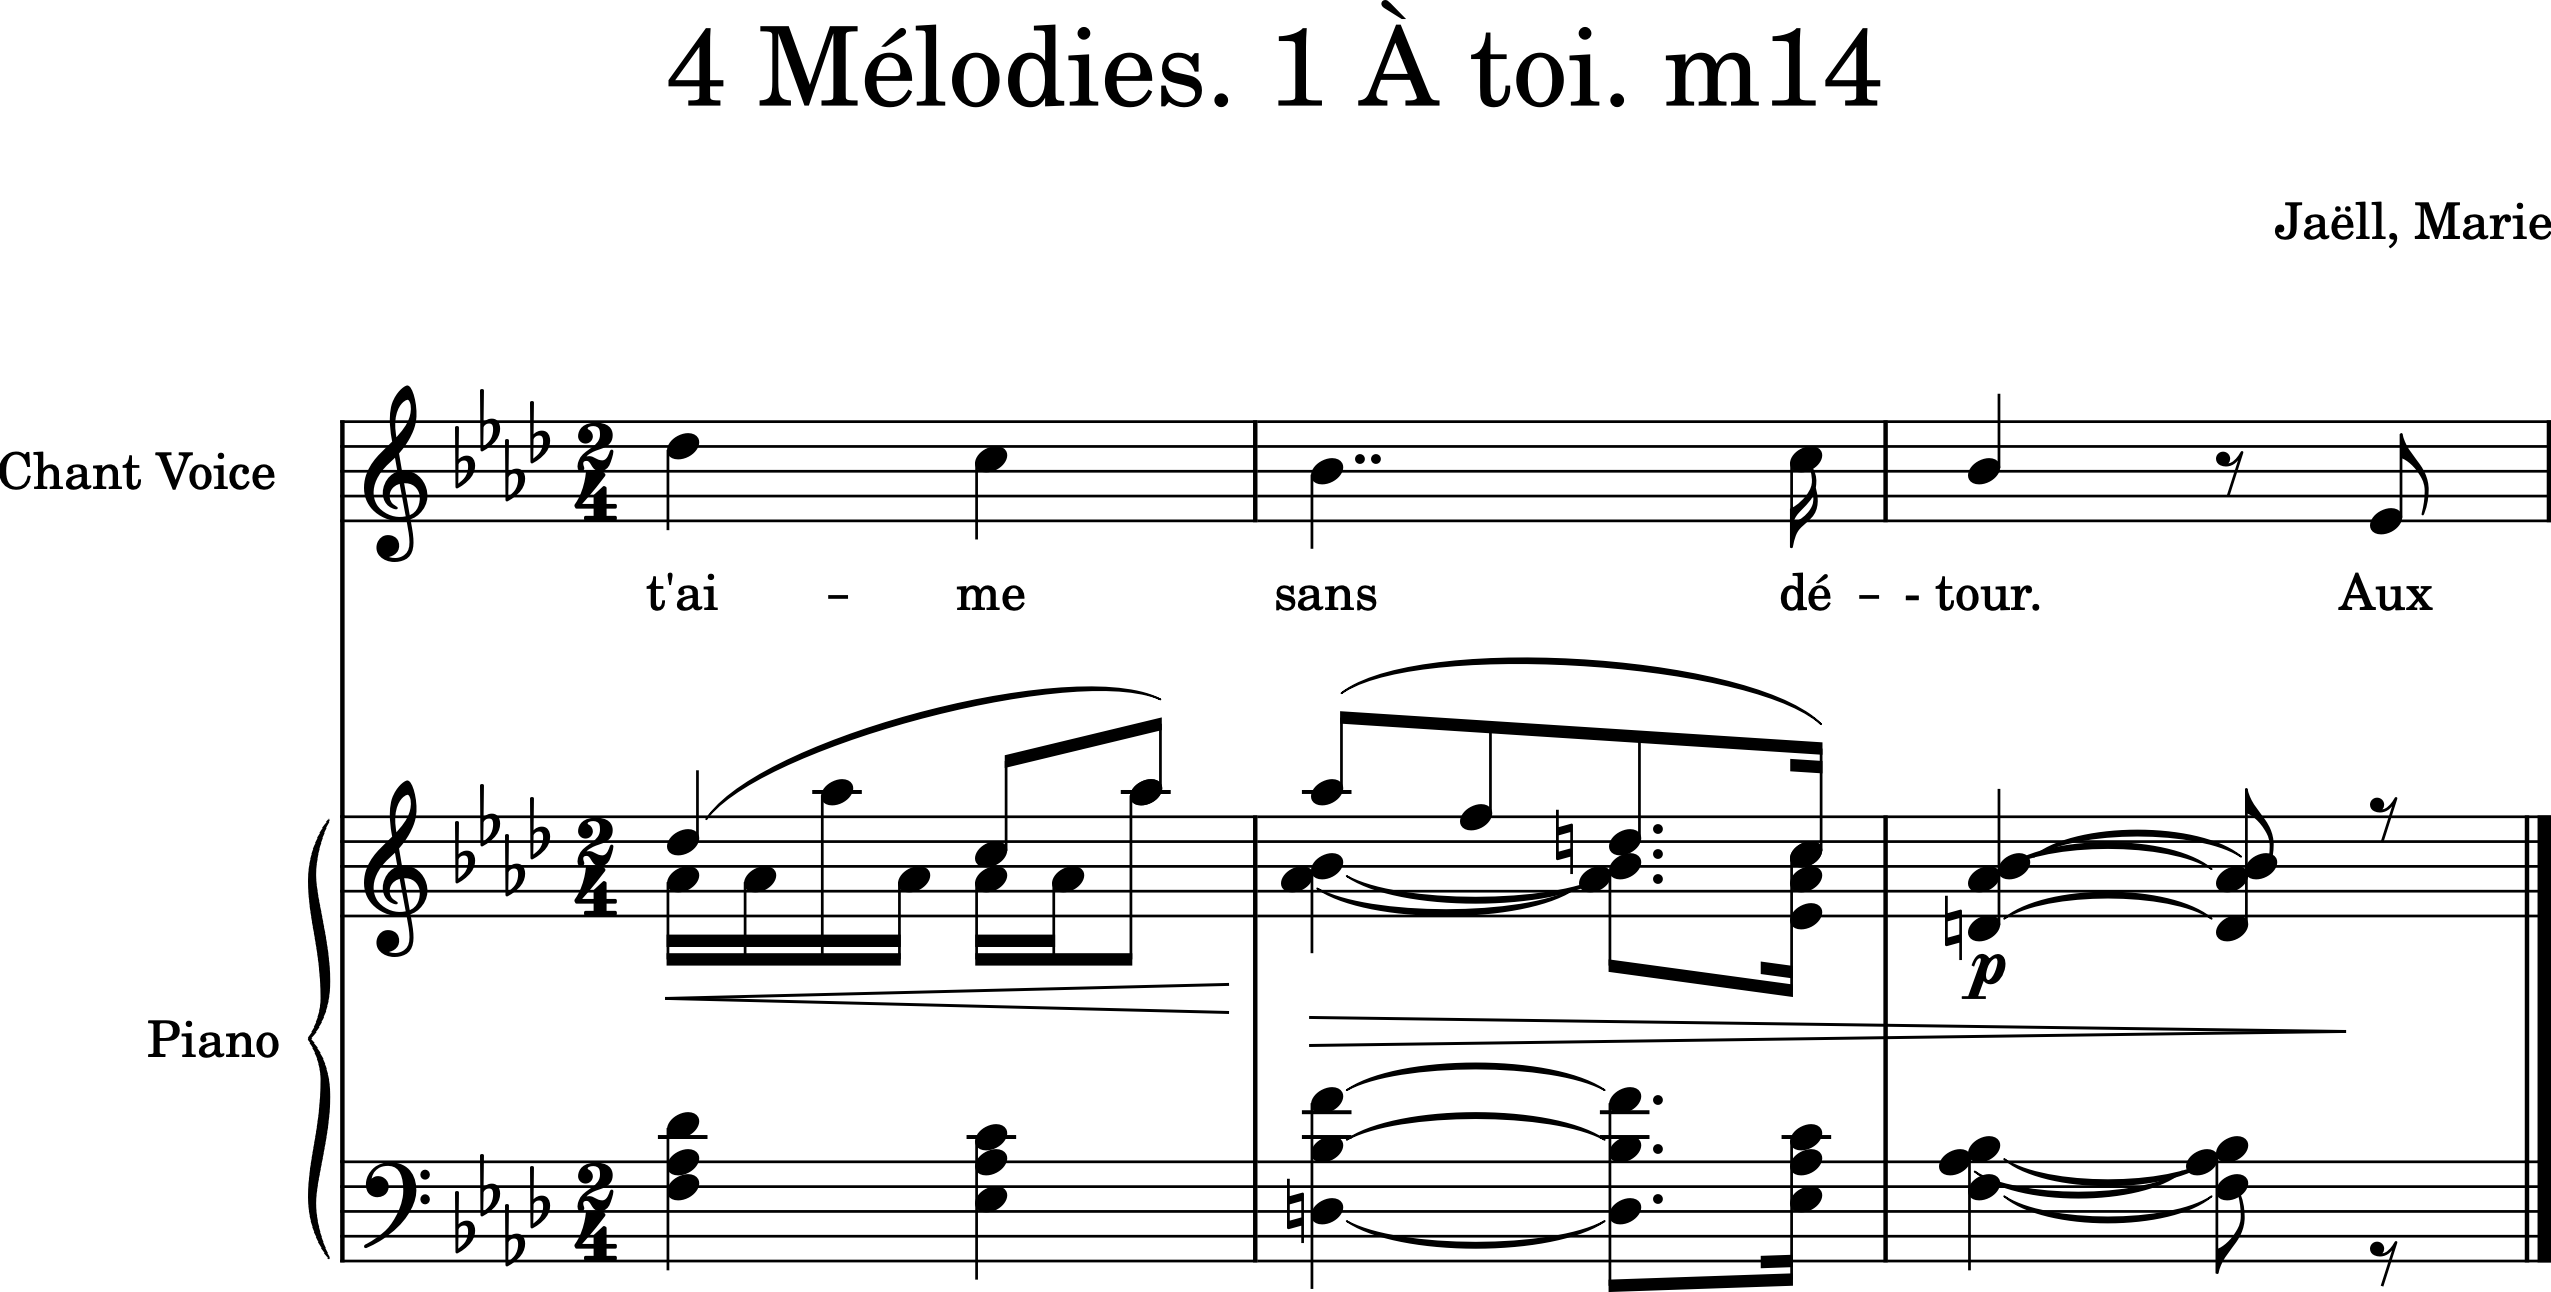 4 Mélodies. 1 À toi. m14
Jaëll, Marie
Chant Voice
t'ai - me sans dé - - tour. Aux
p
Piano